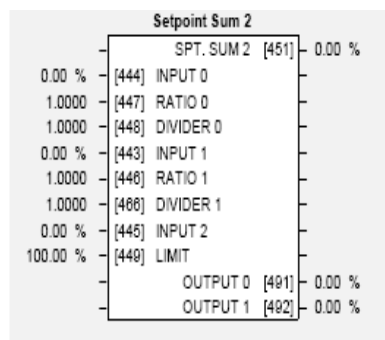 Setpoint Sum 2
SPT. SUM 2 [451] 0.00 %
0.00 % [444] INPUT 0
1.0000 [447] RATIO 0
1.0000 [448] DIVIDER 0
0.00 % [443] INPUT 1
1.0000 [446] RATIO 1
1.0000 [466] DIVIDER 1
0.00 % [445] INPUT 2
100.00 % [449] LIMIT
OUTPUT 0 [491] 0.00 %
OUTPUT 1 [492] 0.00 %